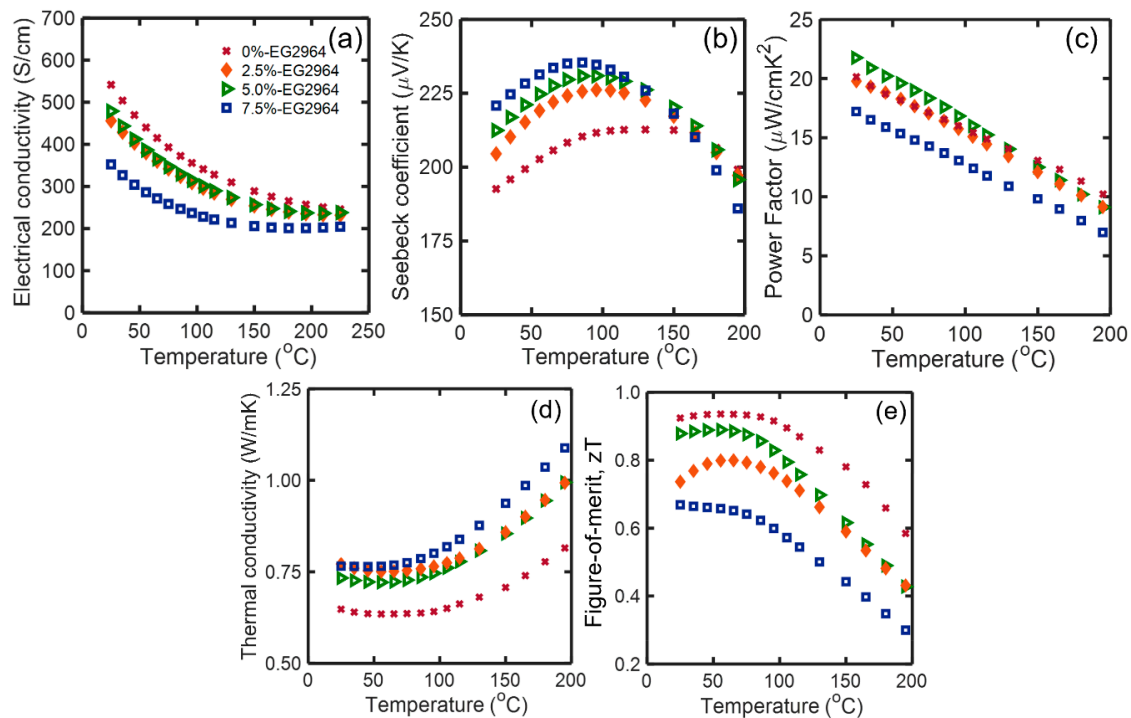 (a)
Electrical conductivity (S/cm)
700
600
500
400
300
200
100
0
0%-EG2964
2.5%-EG2964
5.0%-EG2964
7.5%-EG2964
0 50 100 150 200 250
Temperature (°C)
(b)
Seebeck coefficient (μV/K)
250
225
200
175
150
0 50 100 150 200
Temperature (°C)
(c)
Power Factor (μW/cmK²)
25
20
15
10
5
0
0 50 100 150 200
Temperature (°C)
(d)
Thermal conductivity (W/mK)
1.25
1.00
0.75
0.50
0 50 100 150 200
Temperature (°C)
(e)
Figure-of-merit, zT
1.0
0.8
0.6
0.4
0.2
0 50 100 150 200
Temperature (°C)